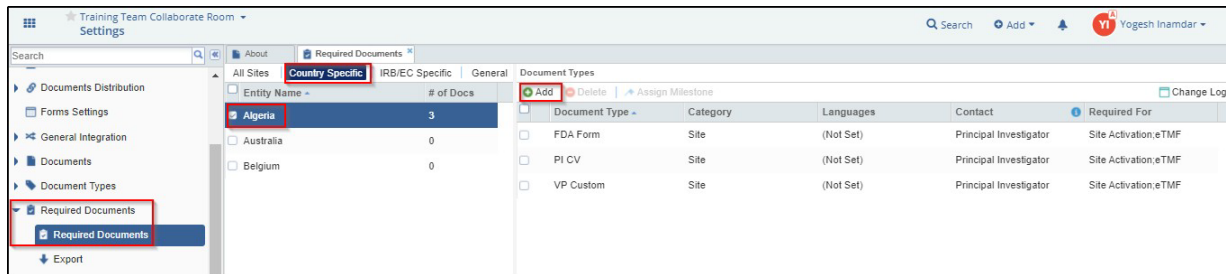 Training Team Collaborate Room
Settings
Search
Add
YI
A
Yogesh Inamdar
Search
About
Required Documents
All Sites
Country Specific
IRB/EC Specific
General
Document Types
Documents Distribution
Forms Settings
General Integration
Documents
Document Types
Required Documents
Required Documents
Export
Entity Name
# of Docs
Algeria 3
Australia 0
Belgium 0
Add
Delete
Assign Milestone
Change Log
Document Type Category Languages Contact Required For
FDA Form Site (Not Set) Principal Investigator Site Activation;eTMF
PI CV Site (Not Set) Principal Investigator Site Activation;eTMF
VP Custom Site (Not Set) Principal Investigator Site Activation;eTMF